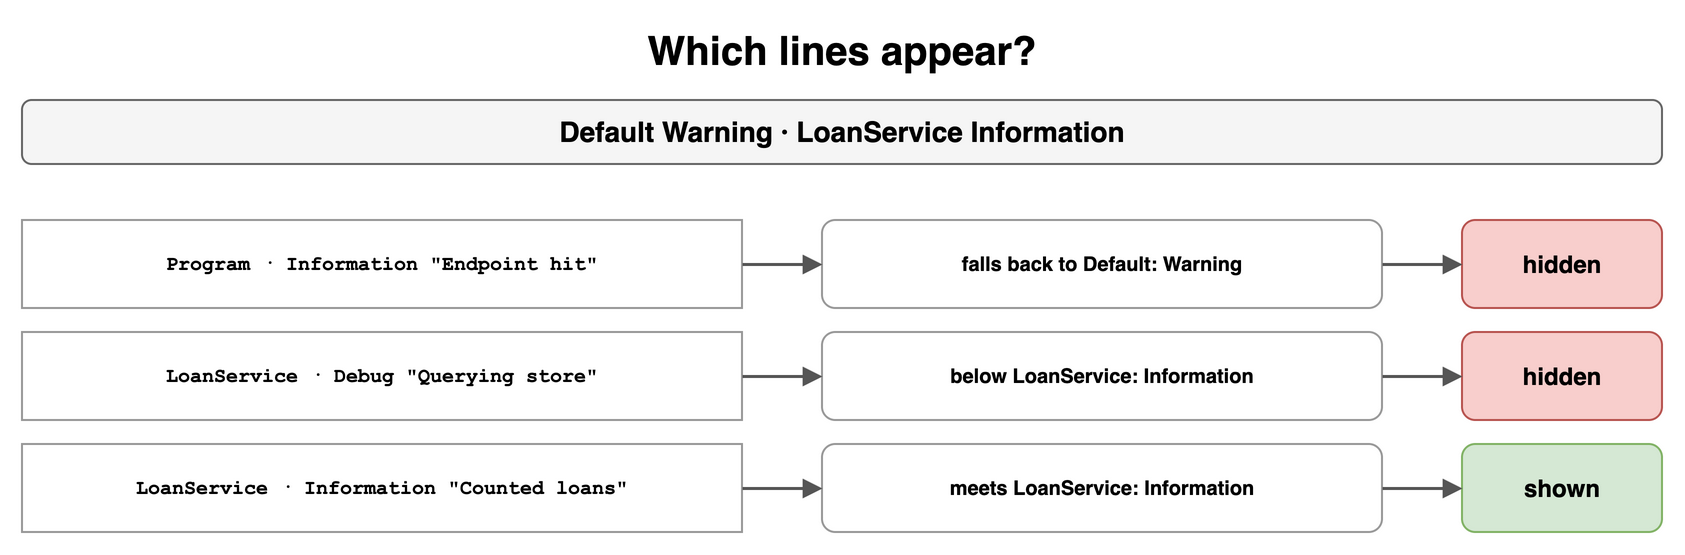 Which lines appear?
Default Warning · LoanService Information
Program · Information "Endpoint hit"
falls back to Default: Warning
hidden
LoanService · Debug "Querying store"
below LoanService: Information
hidden
LoanService · Information "Counted loans"
meets LoanService: Information
shown